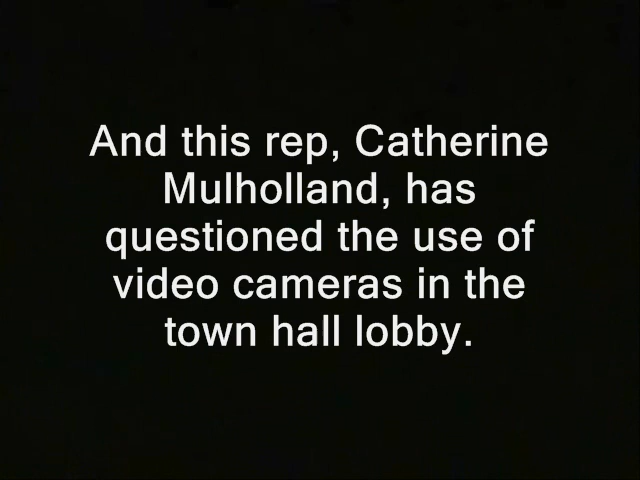 And this rep, Catherine
Mulholland, has
questioned the use of
video cameras in the
town hall lobby.